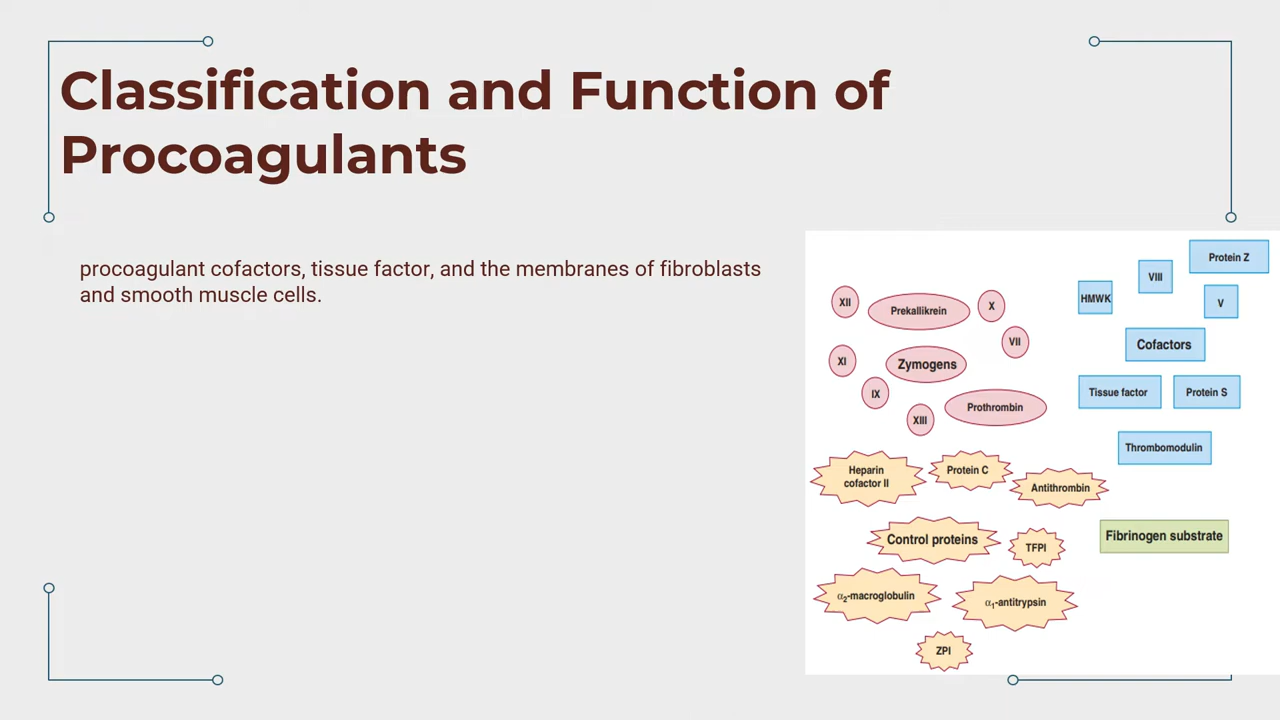 Classification and Function of
Procoagulants
procoagulant cofactors, tissue factor, and the membranes of fibroblasts
and smooth muscle cells.
Protein Z
VIII
HMWK
V
XII
Prekallikrein
X
VII
Cofactors
XI
Zymogens
IX
Tissue factor
Protein S
Prothrombin
XIII
Thrombomodulin
Heparin
cofactor II
Protein C
Antithrombin
Control proteins
TFPI
Fibrinogen substrate
α2-macroglobulin
α1-antitrypsin
ZPI